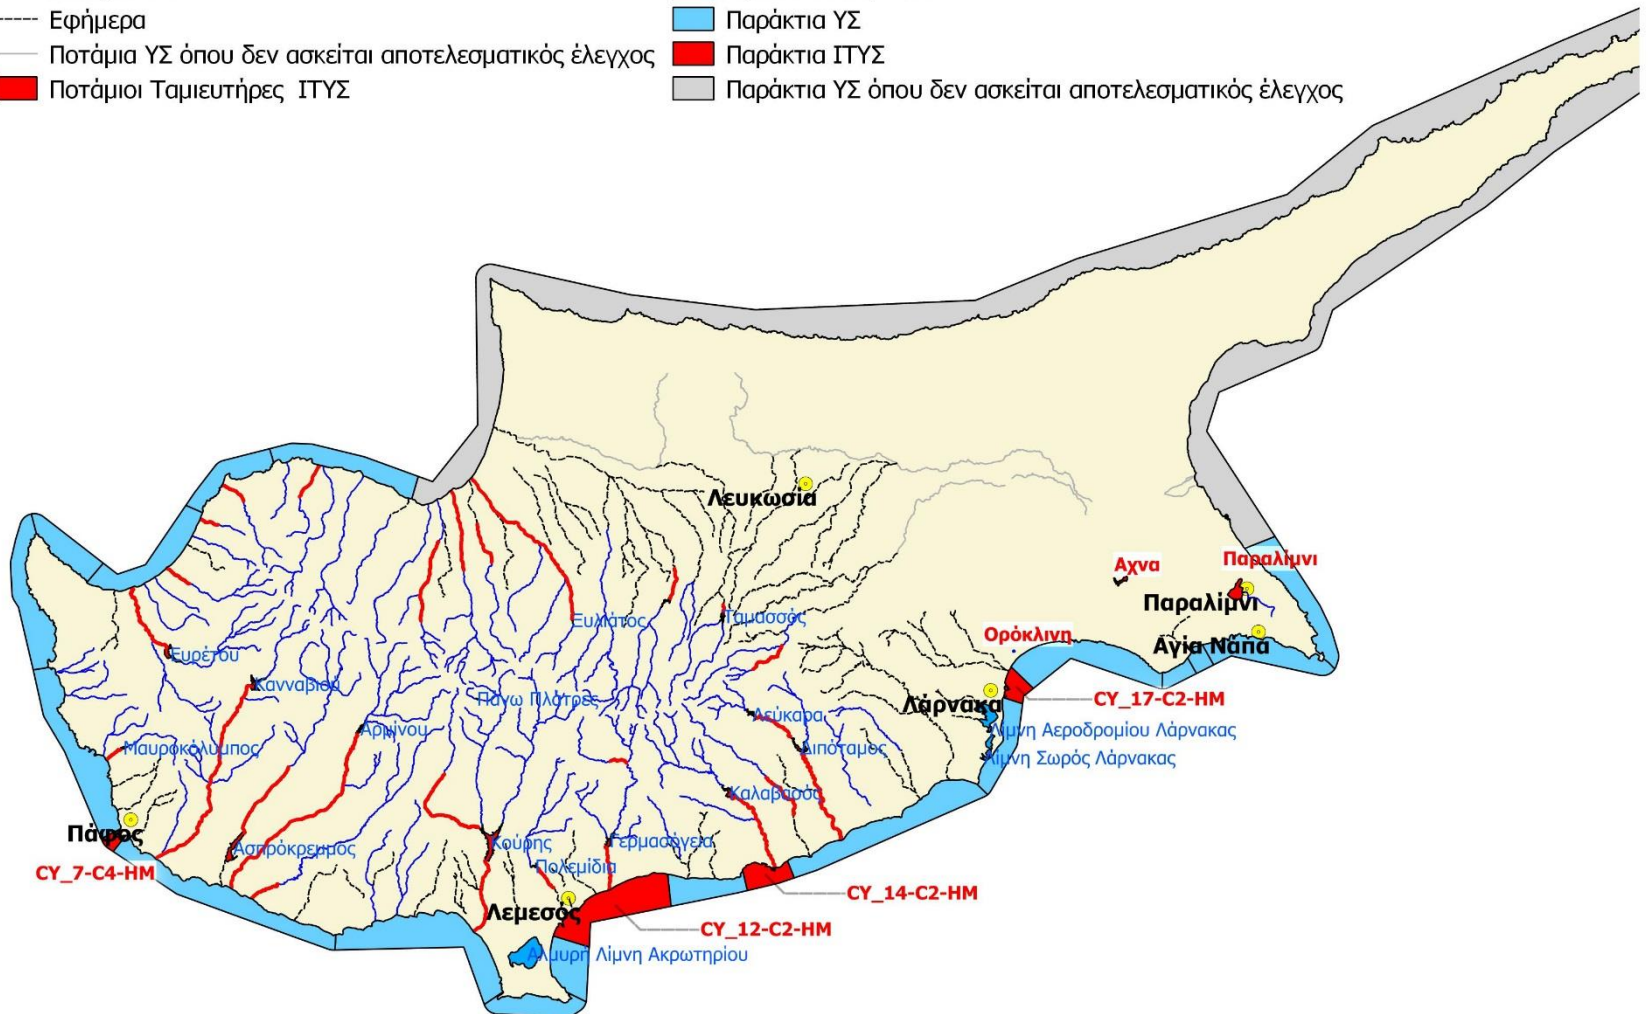 Εφήμερα
Ποτάμια ΥΣ όπου δεν ασκείται αποτελεσματικός έλεγχος
Ποτάμιοι Ταμιευτήρες ΙΤΥΣ
Παράκτια ΥΣ
Παράκτια ΙΤΥΣ
Παράκτια ΥΣ όπου δεν ασκείται αποτελεσματικός έλεγχος
Λευκωσία
Αχνα
Παραλίμνι
Παραλίμνι
Αγία Νάπα
Ορόκλινη
Ξυλιάτος
Ταμασσός
Ευρέτου
Κανναβιού
Πάνω Πλάτρες
Λεύκαρα
Λάρνακα
CY_17-C2-HM
Αρμίνου
Λίμνη Αεροδρομίου Λάρνακας
Μαυροκόλυμπος
Διπόταμος
Λίμνη Σωρός Λάρνακας
Καλαβασός
Πάφος
Ασπρόκρεμμος
Κούρης
Γερμασόγεια
CY_7-C4-HM
Πολεμίδια
CY_14-C2-HM
Λεμεσός
CY_12-C2-HM
Αλμυρή Λίμνη Ακρωτηρίου